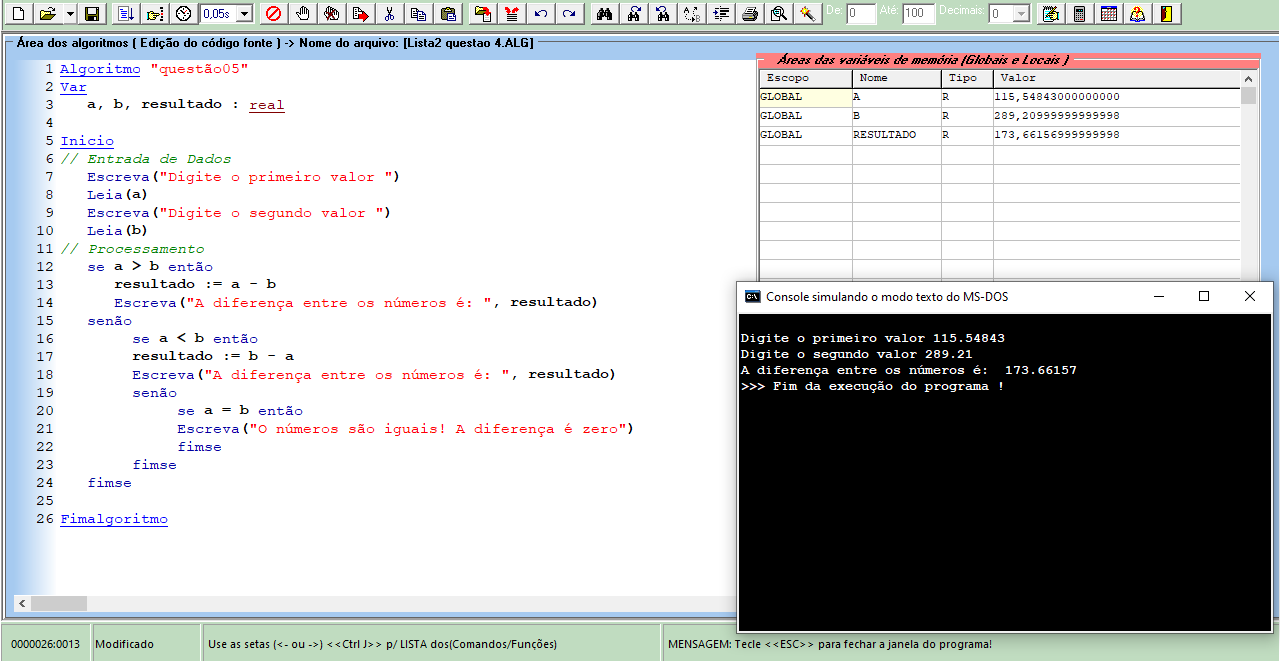 0,05s De: 0 Até: 100 Decimais: 0
Área dos algoritmos ( Edição do código fonte ) -> Nome do arquivo: [Lista2 questao 4.ALG]
1 Algoritmo "questão05"
2 Var
3 a, b, resultado : real
4
5 Inicio
6 // Entrada de Dados
7 Escreva("Digite o primeiro valor ")
8 Leia(a)
9 Escreva("Digite o segundo valor ")
10 Leia(b)
11 // Processamento
12 se a > b então
13 resultado := a - b
14 Escreva("A diferença entre os números é: ", resultado)
15 senão
16 se a < b então
17 resultado := b - a
18 Escreva("A diferença entre os números é: ", resultado)
19 senão
20 se a = b então
21 Escreva("O números são iguais! A diferença é zero")
22 fimse
23 fimse
24 fimse
25
26 Fimalgoritmo
Áreas das variáveis de memória (Globais e Locais )
Escopo Nome Tipo Valor
GLOBAL A R 115,54843000000000
GLOBAL B R 289,20999999999998
GLOBAL RESULTADO R 173,66156999999998
C:\ Console simulando o modo texto do MS-DOS
Digite o primeiro valor 115.54843
Digite o segundo valor 289.21
A diferença entre os números é:  173.66157
>>> Fim da execução do programa !
0000026:0013 Modificado Use as setas (<- ou ->) <<Ctrl J>> p/ LISTA dos(Comandos/Funções) MENSAGEM: Tecle <<ESC>> para fechar a janela do programa!